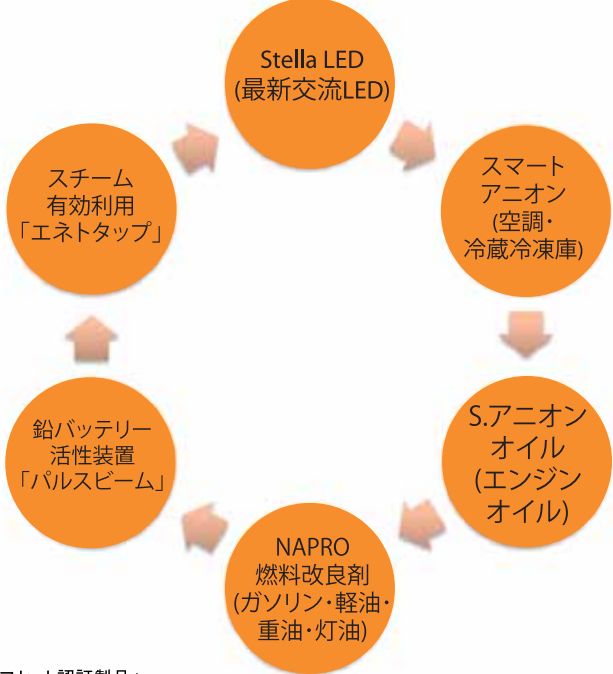 Stella LED
(最新交流LED)
スマート
アニオン
(空調・
冷蔵冷凍庫)
S.アニオン
オイル
(エンジン
オイル)
NAPRO
燃料改良剤
(ガソリン・軽油・
重油・灯油)
鉛バッテリー
活性装置
「パルスビーム」
スチーム
有効利用
「エネトタップ」